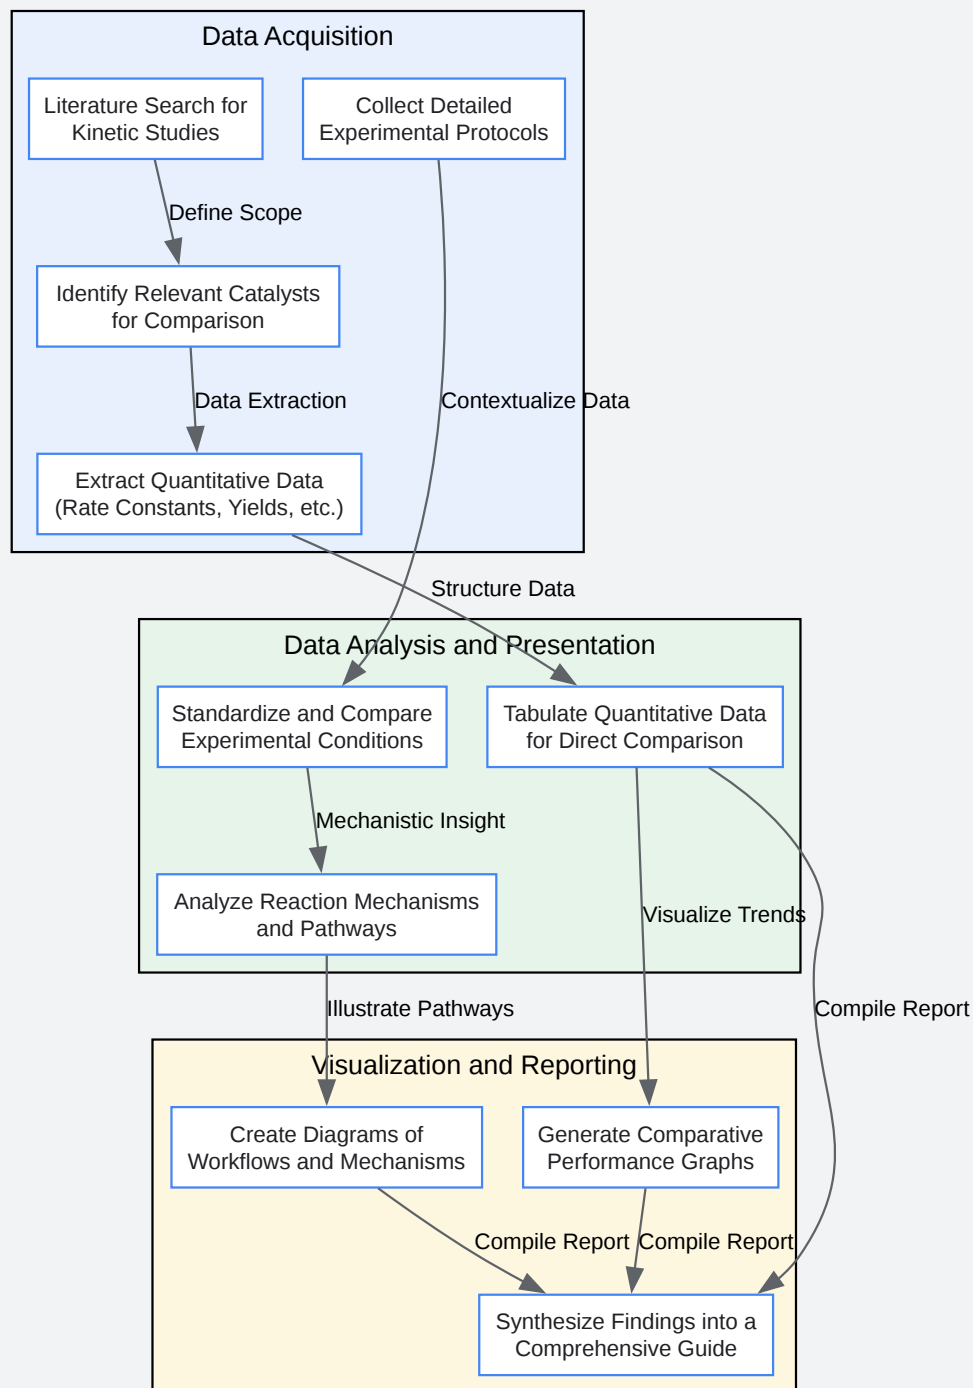 Data Acquisition
Literature Search for
Kinetic Studies
Collect Detailed
Experimental Protocols
Define Scope
Identify Relevant Catalysts
for Comparison
Data Extraction
Contextualize Data
Extract Quantitative Data
(Rate Constants, Yields, etc.)
Structure Data
Data Analysis and Presentation
Standardize and Compare
Experimental Conditions
Tabulate Quantitative Data
for Direct Comparison
Mechanistic Insight
Analyze Reaction Mechanisms
and Pathways
Visualize Trends
Illustrate Pathways
Compile Report
Visualization and Reporting
Create Diagrams of
Workflows and Mechanisms
Generate Comparative
Performance Graphs
Compile Report
Compile Report
Synthesize Findings into a
Comprehensive Guide